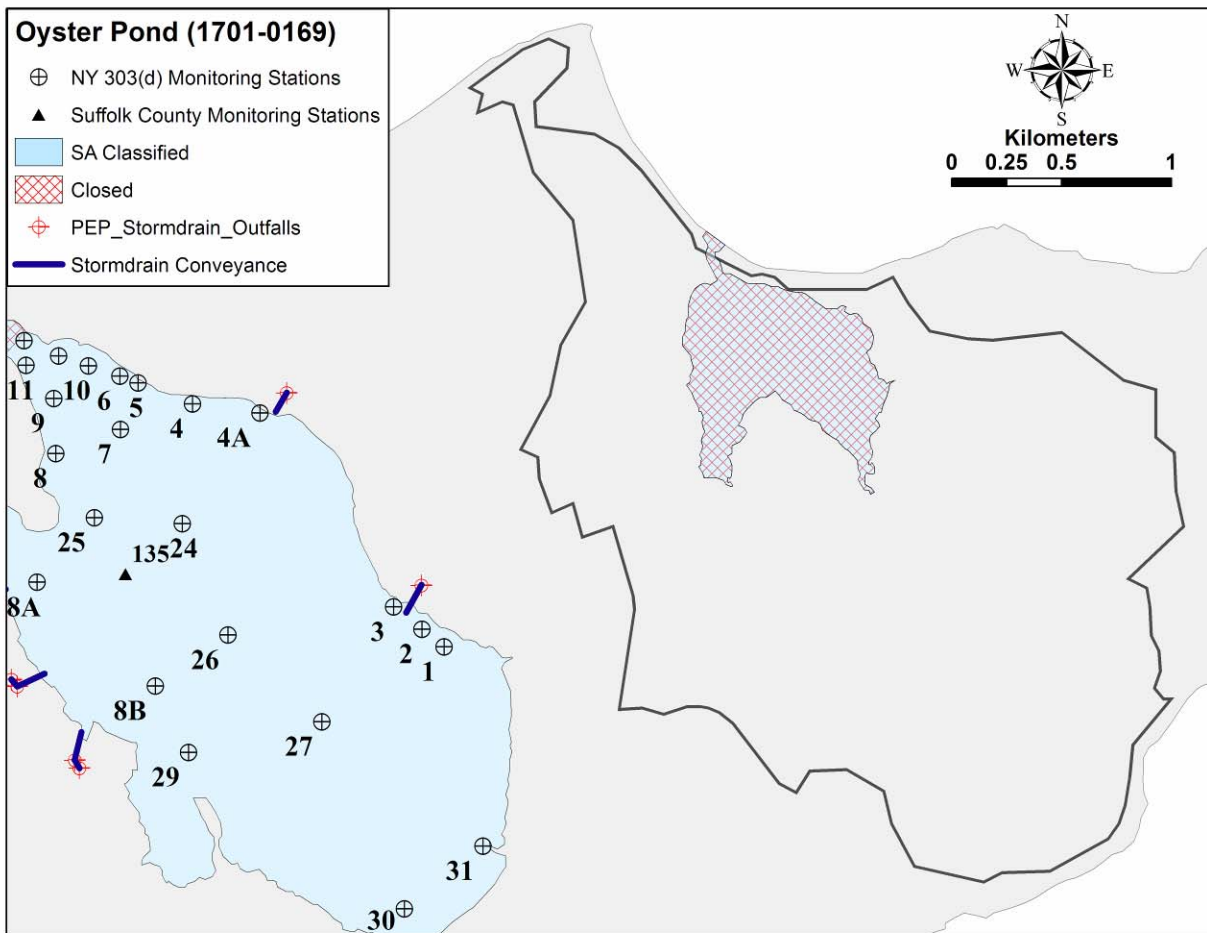 Oyster Pond (1701-0169)
NY 303(d) Monitoring Stations
Suffolk County Monitoring Stations
SA Classified
Closed
PEP_Stormdrain_Outfalls
Stormdrain Conveyance
N
W E
S
Kilometers
0 0.25 0.5 1
11
10
6
5
9
4
4A
7
8
25
135
24
8A
3
2
1
26
8B
27
29
31
30